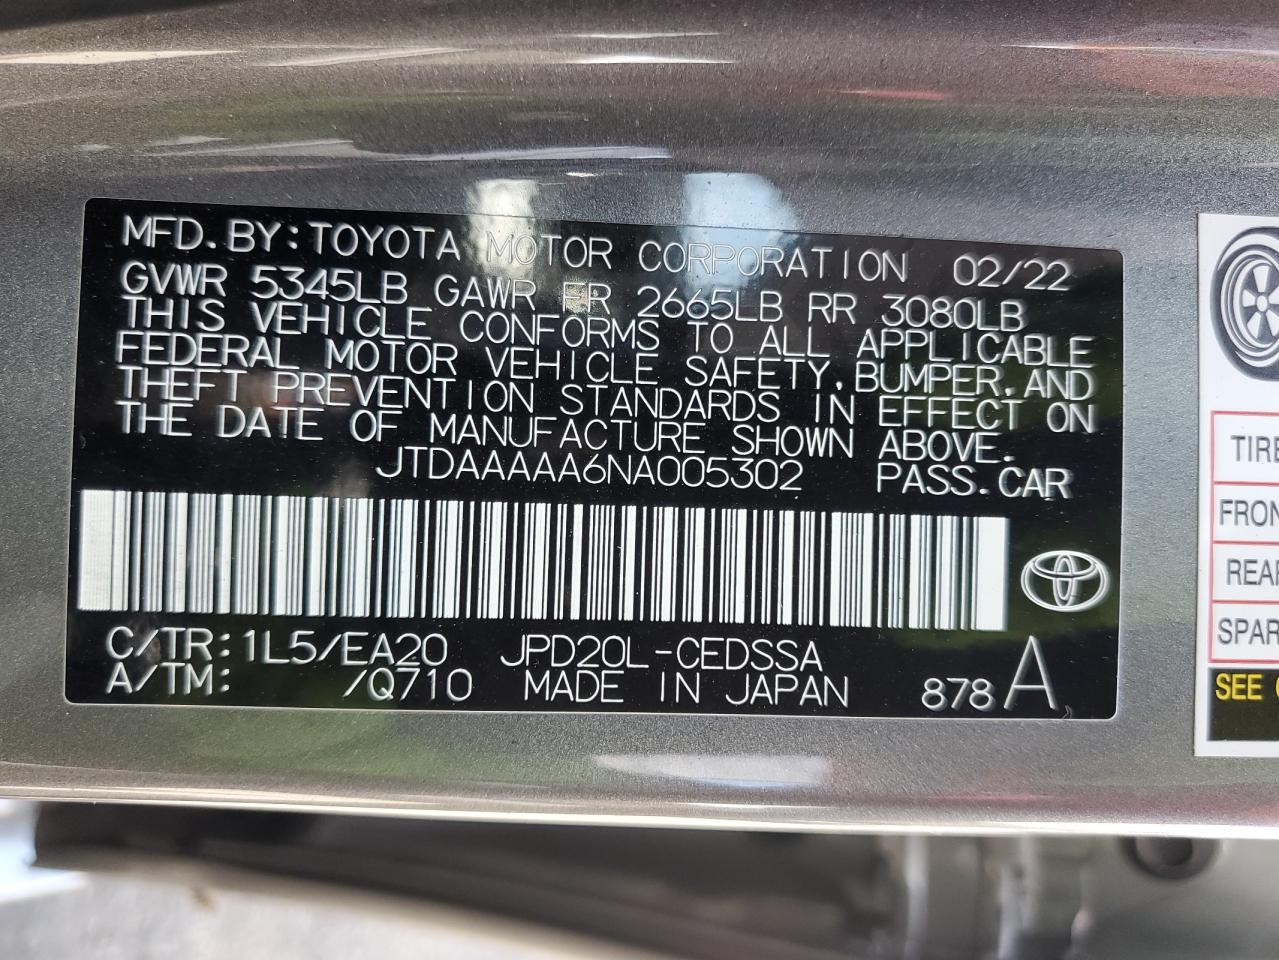 MFD.BY:TOYOTA MOTOR CORPORATION 02/22
GVWR 5345LB GAWR FR 2665LB RR 3080LB
THIS VEHICLE CONFORMS TO ALL APPLICABLE
FEDERAL MOTOR VEHICLE SAFETY,BUMPER,AND
THEFT PREVENTION STANDARDS IN EFFECT ON
THE DATE OF MANUFACTURE SHOWN ABOVE.
JTDAAAAA6NA005302 PASS.CAR
C/TR:1L5/EA20 JPD20L-CEDSSA
A/TM: /Q710 MADE IN JAPAN 878 A
TIRE
FRON
REAR
SPAR
SEE